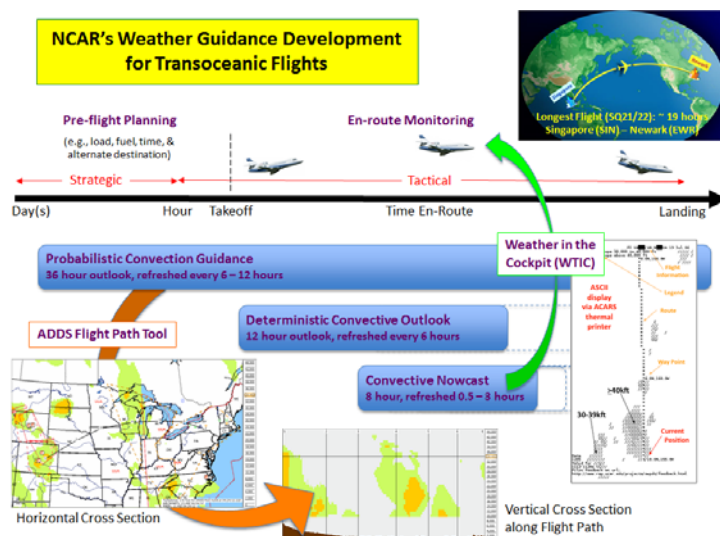 NCAR's Weather Guidance Development
for Transoceanic Flights
Singapore
Newark
Longest Flight (SQ21/22): ~ 19 hours
Singapore (SIN) – Newark (EWR)
Pre-flight Planning
(e.g., load, fuel, time, &
alternate destination)
En-route Monitoring
Strategic
Tactical
Day(s)
Hour
Takeoff
Time En-Route
Landing
Weather in the
Cockpit (WTIC)
Probabilistic Convection Guidance
36 hour outlook, refreshed every 6 – 12 hours
ADDS Flight Path Tool
Deterministic Convective Outlook
12 hour outlook, refreshed every 6 hours
Convective Nowcast
8 hour, refreshed 0.5 – 3 hours
Flight
Information
Legend
ASCII
display
via ACARS
thermal
printer
Route
Way Point
>40kft
30-39kft
Current
Position
Horizontal Cross Section
Vertical Cross Section
along Flight Path